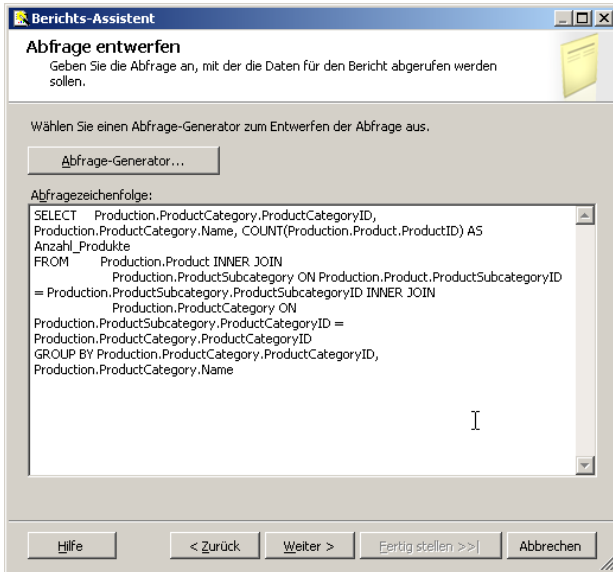 Berichts-Assistent
Abfrage entwerfen
Geben Sie die Abfrage an, mit der die Daten für den Bericht abgerufen werden
sollen.
Wählen Sie einen Abfrage-Generator zum Entwerfen der Abfrage aus.
Abfrage-Generator...
Abfragezeichenfolge:
SELECT Production.ProductCategory.ProductCategoryID,
Production.ProductCategory.Name, COUNT(Production.Product.ProductID) AS
Anzahl_Produkte
FROM Production.Product INNER JOIN
Production.ProductSubcategory ON Production.Product.ProductSubcategoryID
= Production.ProductSubcategory.ProductSubcategoryID INNER JOIN
Production.ProductCategory ON
Production.ProductSubcategory.ProductCategoryID =
Production.ProductCategory.ProductCategoryID
GROUP BY Production.ProductCategory.ProductCategoryID,
Production.ProductCategory.Name
Hilfe < Zurück Weiter > Fertig stellen >>| Abbrechen